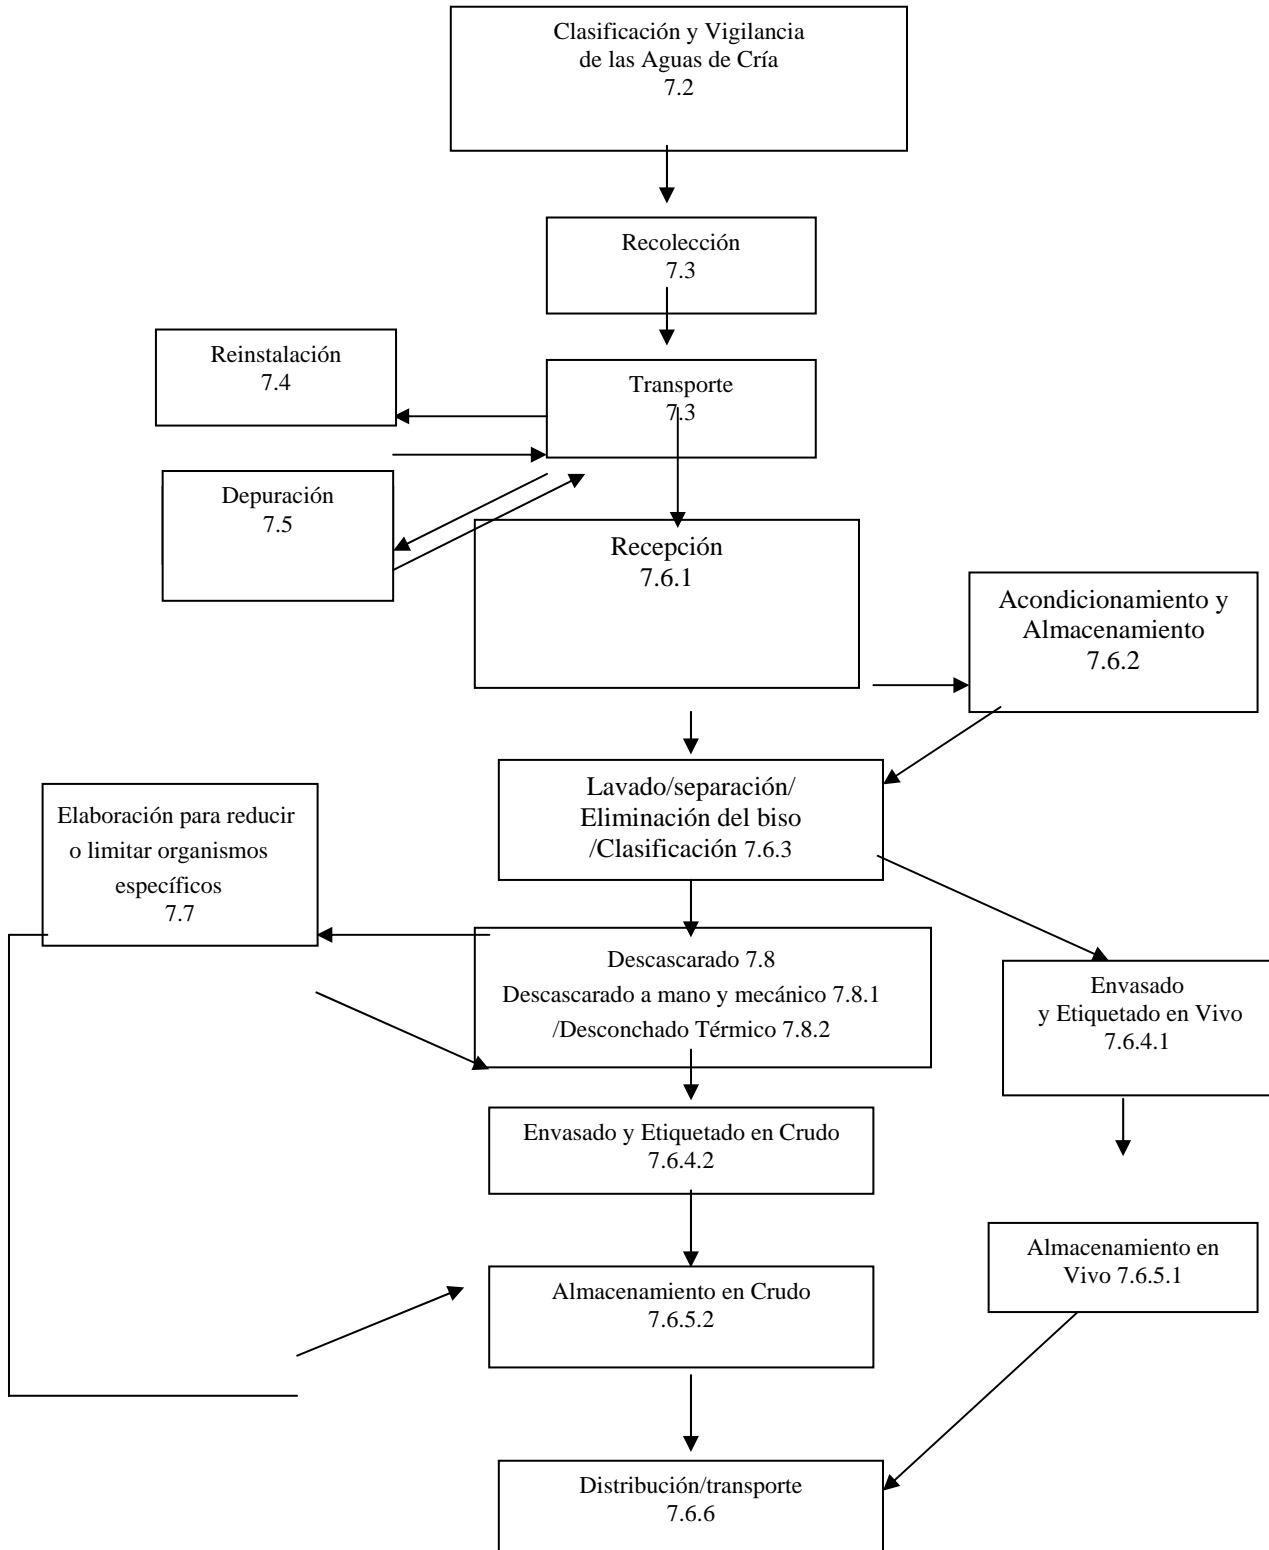 Clasificación y Vigilancia
de las Aguas de Cría
7.2
Recolección
7.3
Reinstalación
7.4
Transporte
7.3
Depuración
7.5
Recepción
7.6.1
Acondicionamiento y
Almacenamiento
7.6.2
Lavado/separación/
Eliminación del biso
/Clasificación 7.6.3
Elaboración para reducir
o limitar organismos
específicos
7.7
Descascarado 7.8
Descascarado a mano y mecánico 7.8.1
/Desconchado Térmico 7.8.2
Envasado
y Etiquetado en Vivo
7.6.4.1
Envasado y Etiquetado en Crudo
7.6.4.2
Almacenamiento en
Vivo 7.6.5.1
Almacenamiento en Crudo
7.6.5.2
Distribución/transporte
7.6.6